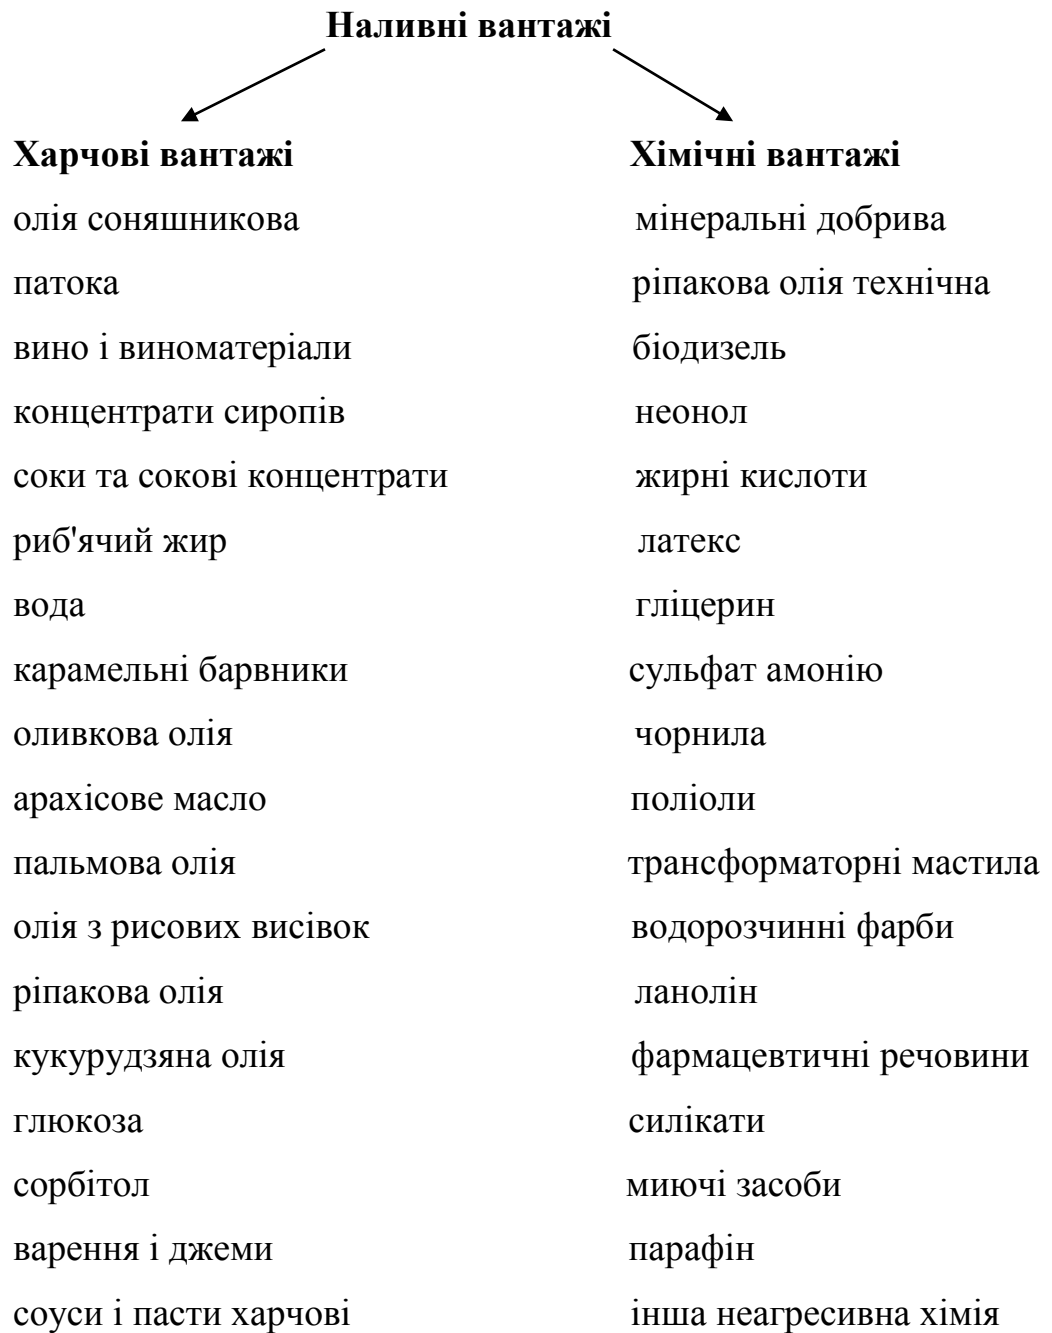 Наливні вантажі
Харчові вантажі
олія соняшникова
патока
вино і виноматеріали
концентрати сиропів
соки та сокові концентрати
риб'ячий жир
вода
карамельні барвники
оливкова олія
арахісове масло
пальмова олія
олія з рисових висівок
ріпакова олія
кукурудзяна олія
глюкоза
сорбітол
варення і джеми
соуси і пасти харчові
Хімічні вантажі
мінеральні добрива
ріпакова олія технічна
біодизель
неонол
жирні кислоти
латекс
гліцерин
сульфат амонію
чорнила
поліоли
трансформаторні мастила
водорозчинні фарби
ланолін
фармацевтичні речовини
силікати
миючі засоби
парафін
інша неагресивна хімія